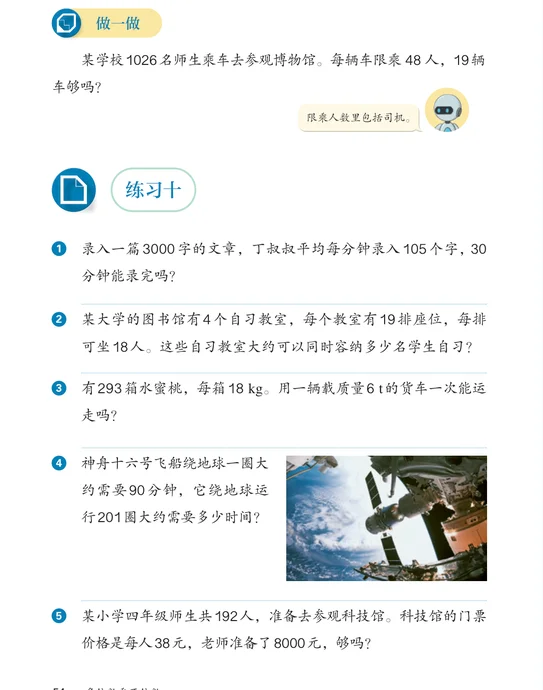 做一做
某学校1026名师生乘车去参观博物馆。每辆车限乘 48 人，19辆
车够吗？
限乘人数里包括司机。
练习十
1 录入一篇3000字的文章，丁叔叔平均每分钟录入105个字，30
分钟能录完吗？
2 某大学的图书馆有4个自习教室，每个教室有19排座位，每排
可坐18人。这些自习教室大约可以同时容纳多少名学生自习？
3 有293箱水蜜桃，每箱18 kg。用一辆载质量6 t的货车一次能运
走吗？
4 神舟十六号飞船绕地球一圈大
约需要90分钟，它绕地球运
行201圈大约需要多少时间？
5 某小学四年级师生共192人，准备去参观科技馆。科技馆的门票
价格是每人38元，老师准备了8000元，够吗？